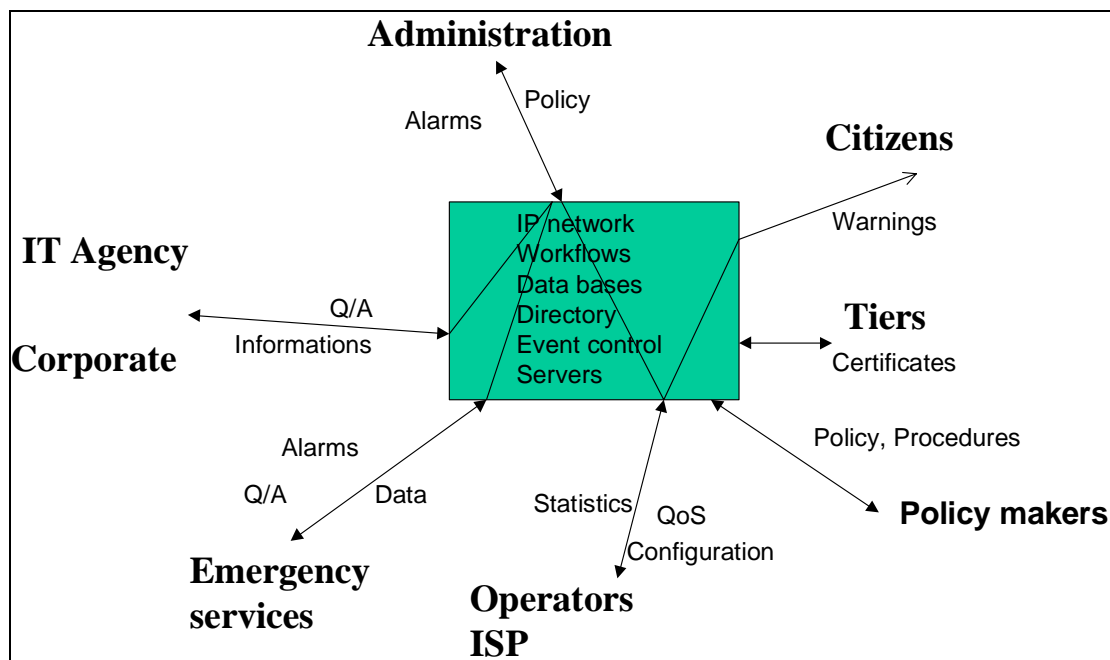 Administration
Policy
Alarms
Citizens
Warnings
IP network
Workflows
Data bases
Directory
Event control
Servers
IT Agency
Q/A
Informations
Corporate
Tiers
Certificates
Alarms
Q/A
Data
Emergency
services
Statistics
QoS
Configuration
Operators
ISP
Policy, Procedures
Policy makers